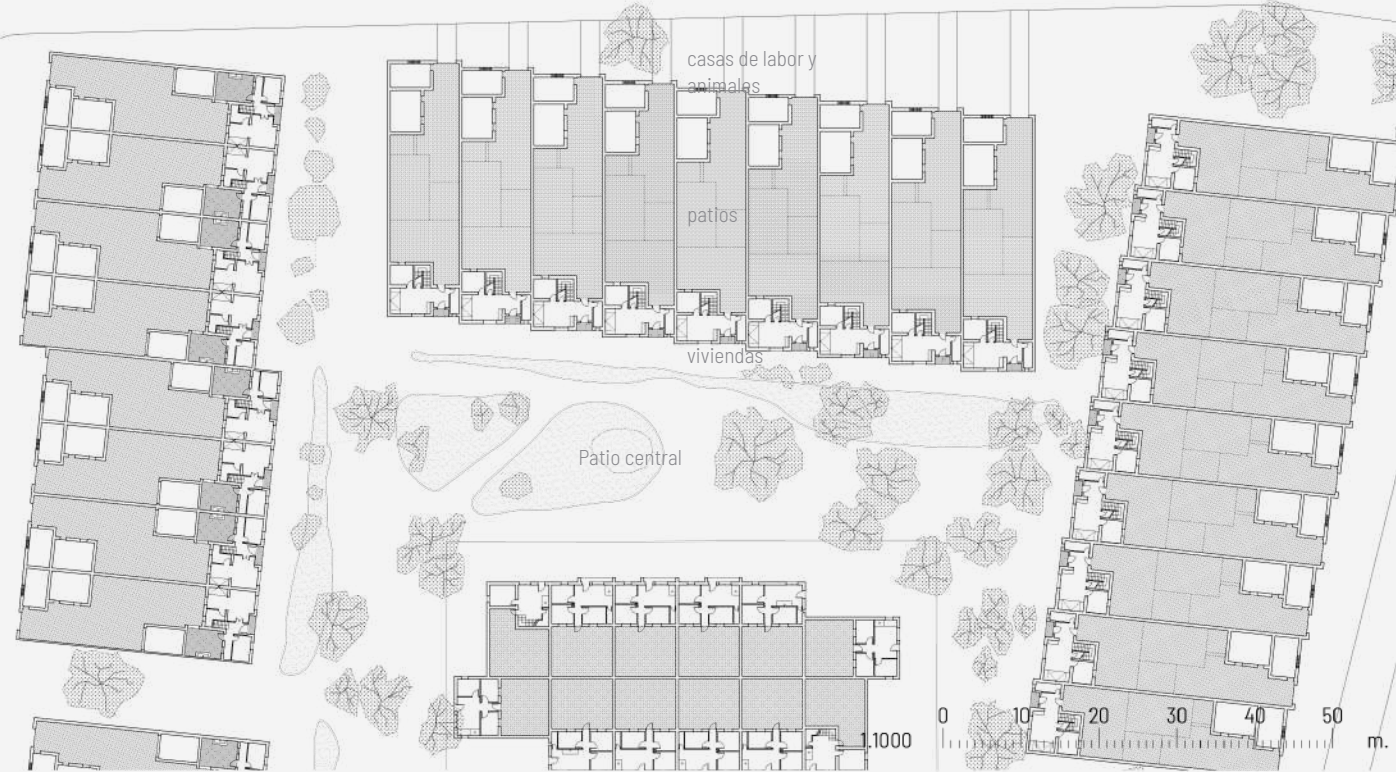 casas de labor y
animales
patios
viviendas
Patio central
0 10 20 30 40 50
1.1000 m.